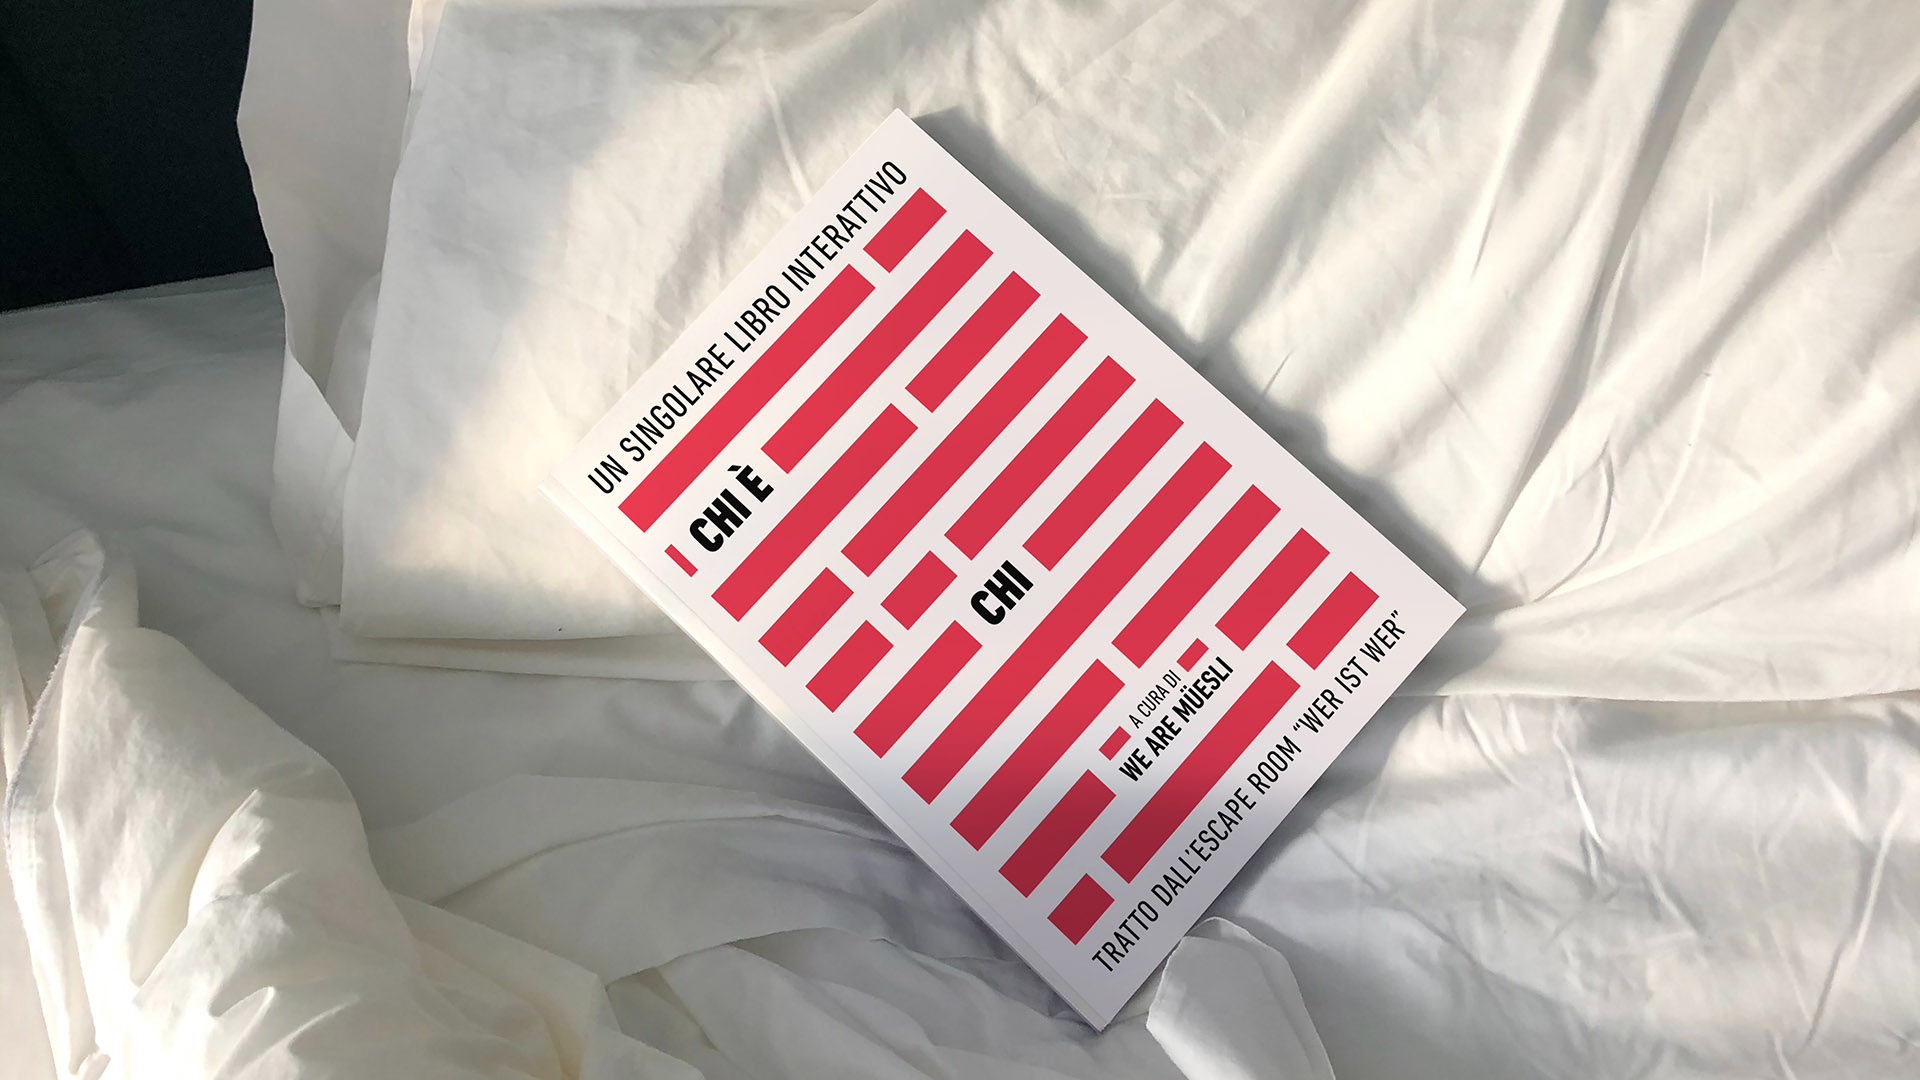 UN SINGOLARE LIBRO INTERATTIVO
CHI È
CHI
A CURA DI
WE ARE MÜESLI
TRATTO DALL'ESCAPE ROOM “WER IST WER”